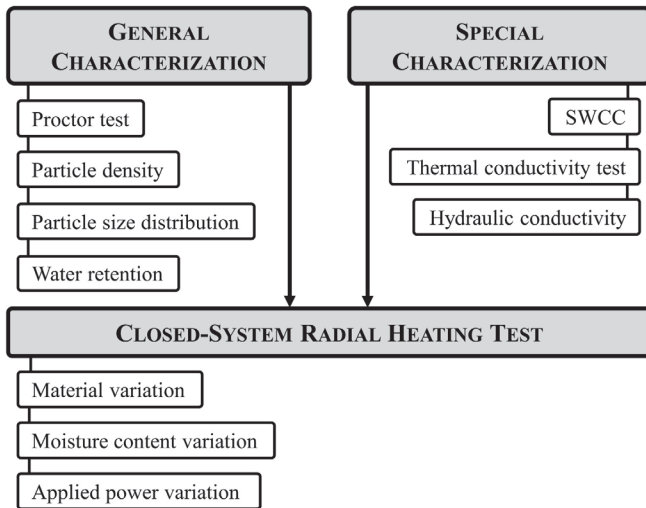 GENERAL
CHARACTERIZATION
Proctor test
Particle density
Particle size distribution
Water retention
SPECIAL
CHARACTERIZATION
SWCC
Thermal conductivity test
Hydraulic conductivity
CLOSED-SYSTEM RADIAL HEATING TEST
Material variation
Moisture content variation
Applied power variation